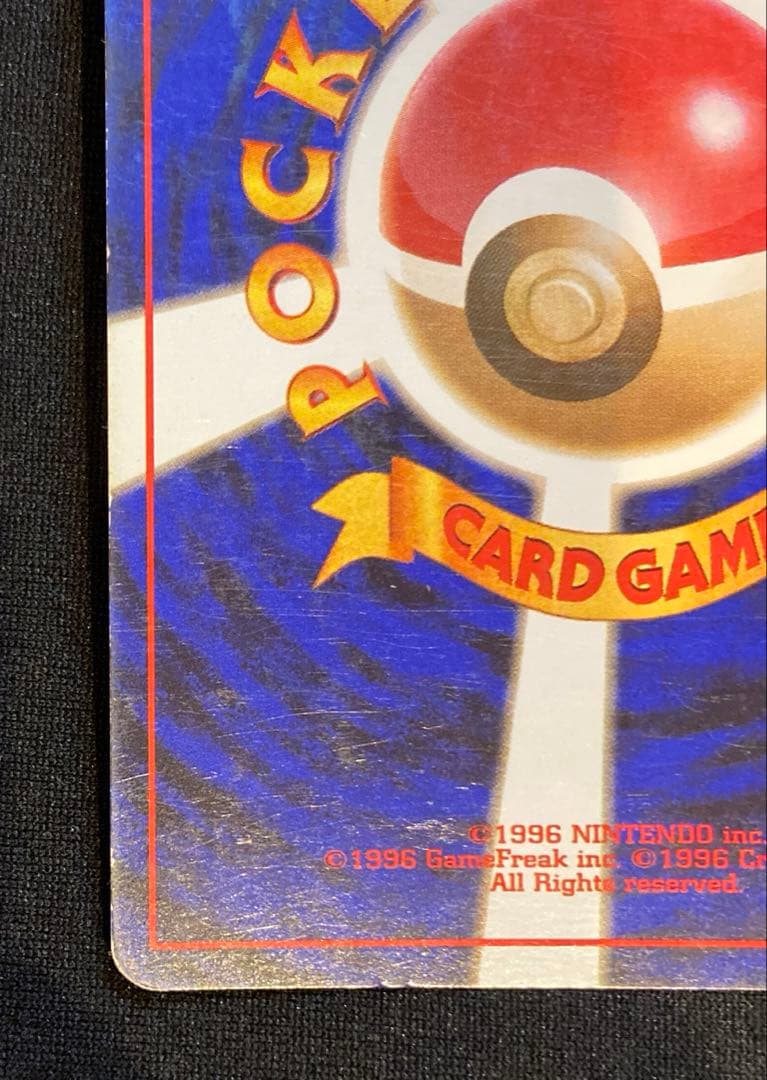 POCK
CARD GAM
©1996 NINTENDO inc.
©1996 GameFreak inc. ©1996 Cr
All Rights reserved.